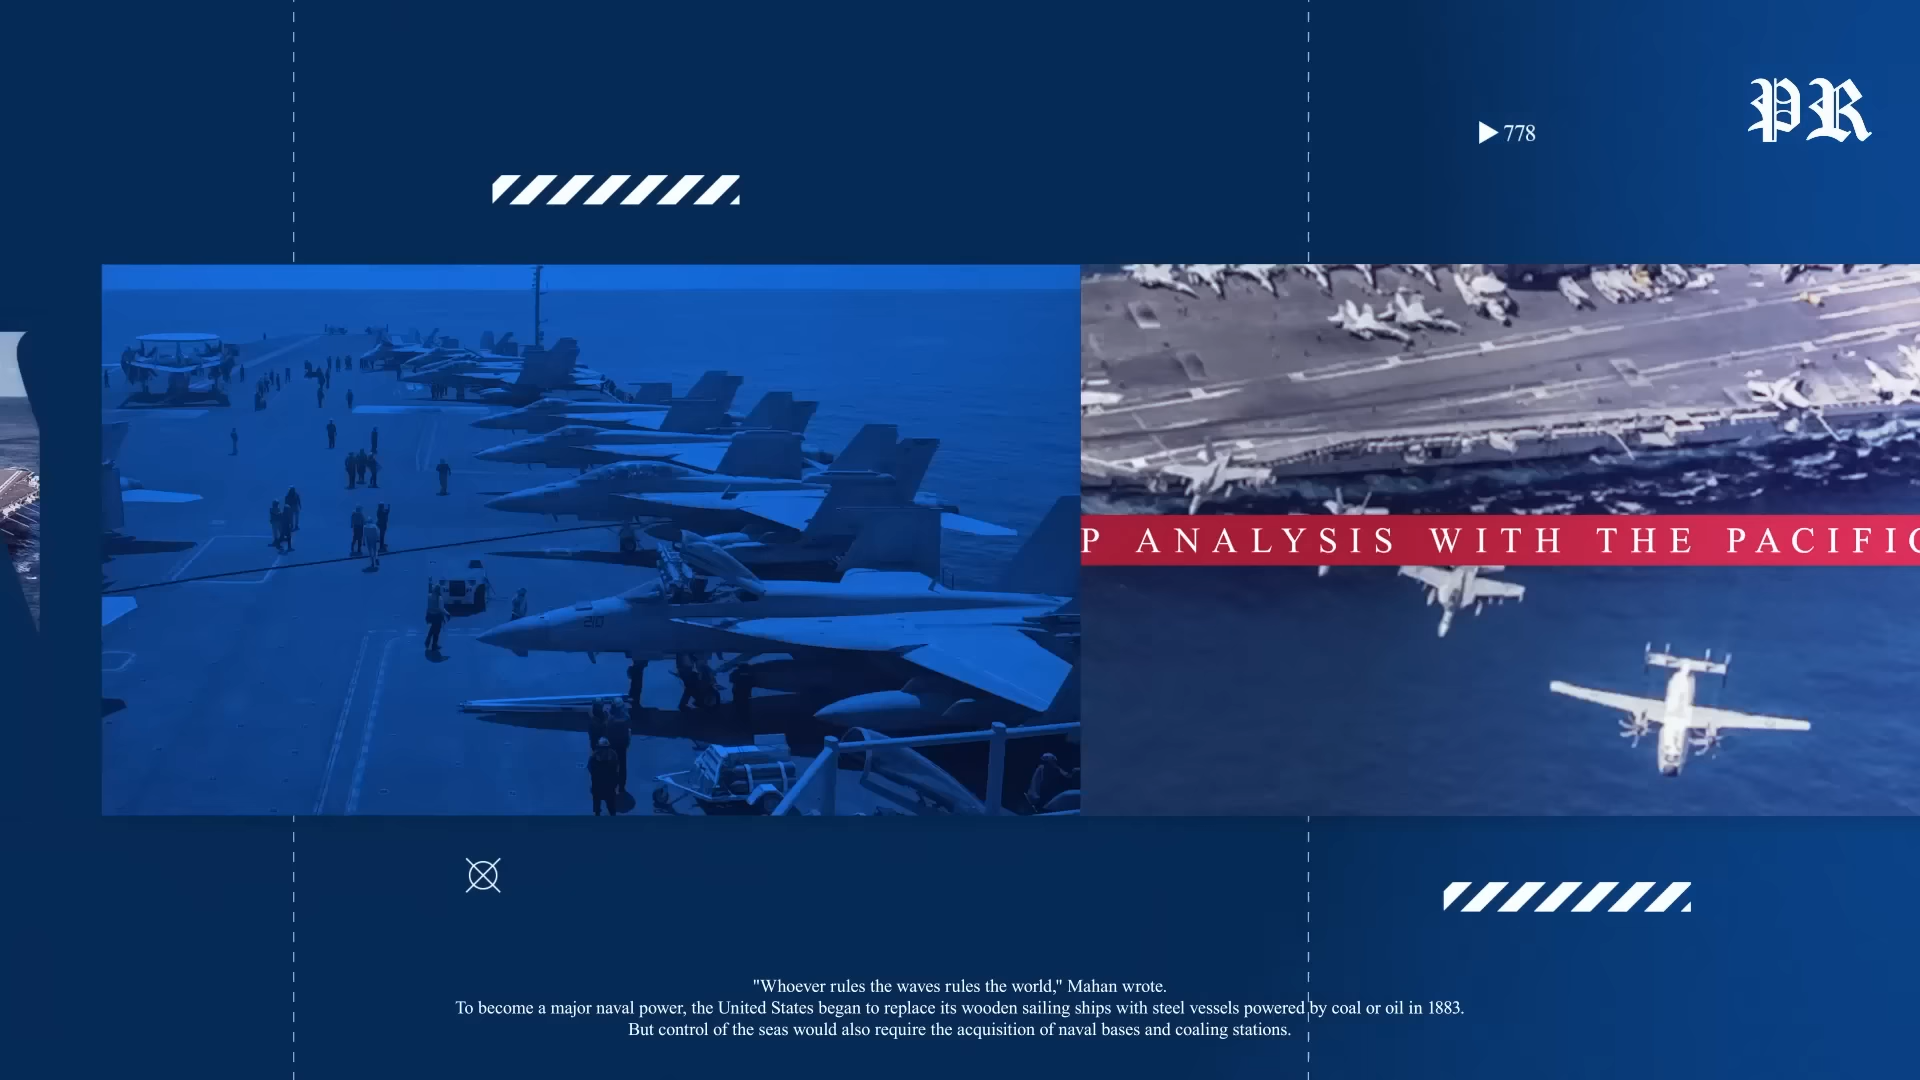 PR
778
P ANALYSIS WITH THE PACIFIC
210
"Whoever rules the waves rules the world," Mahan wrote.
To become a major naval power, the United States began to replace its wooden sailing ships with steel vessels powered by coal or oil in 1883.
But control of the seas would also require the acquisition of naval bases and coaling stations.